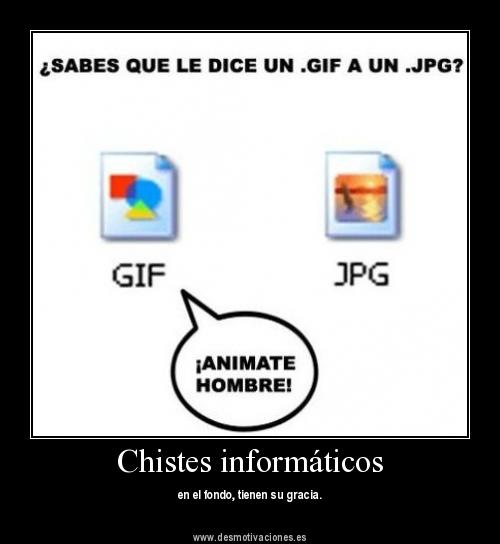 ¿SABES QUE LE DICE UN .GIF A UN .JPG?
GIF
JPG
¡ANIMATE
HOMBRE!
Chistes informáticos
en el fondo, tienen su gracia.
www.desmotivaciones.es